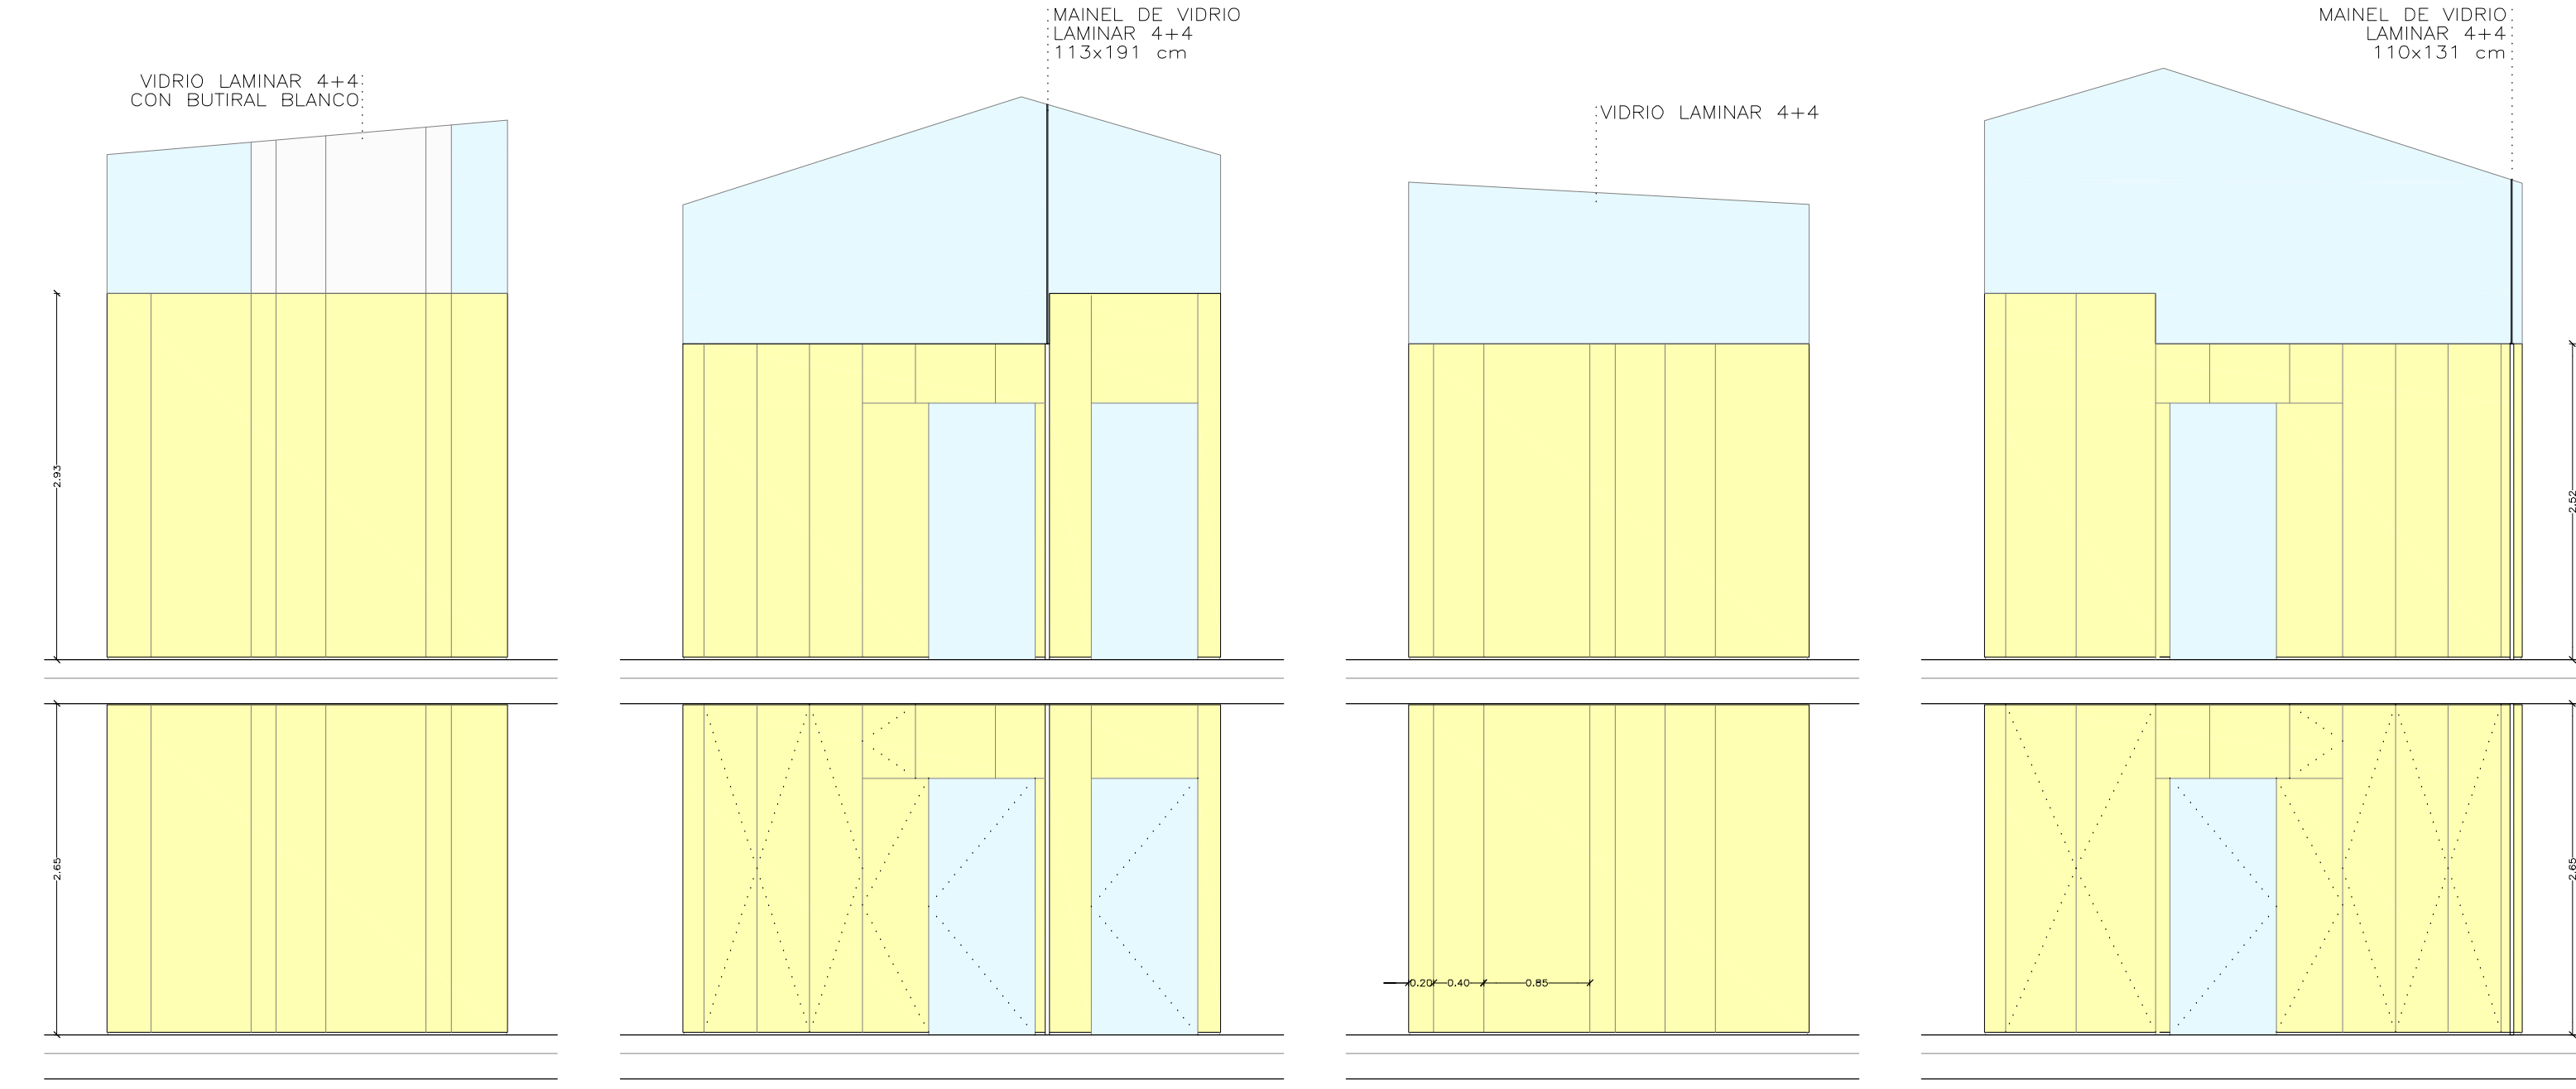 MAINEL DE VIDRIO
LAMINAR 4+4
113x191 cm
MAINEL DE VIDRIO
LAMINAR 4+4
110x131 cm
VIDRIO LAMINAR 4+4
CON BUTIRAL BLANCO
VIDRIO LAMINAR 4+4
2.93
2.52
2.65
2.65
0.20
0.40
0.85